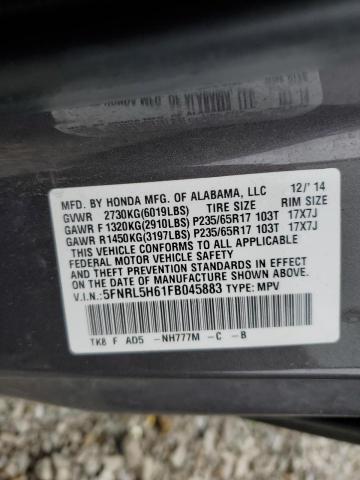 MFD. BY HONDA MFG. OF ALABAMA, LLC 12/'14
GVWR 2730KG(6019LBS) TIRE SIZE RIM SIZE
GAWR F 1320KG(2910LBS) P235/65R17 103T 17X7J
GAWR R1450KG(3197LBS) P235/65R17 103T 17X7J
THIS VEHICLE CONFORMS TO ALL APPLICABLE
FEDERAL MOTOR VEHICLE SAFETY AND
THEFT PREVENTION STANDARDS IN EFFECT
ON THE DATE OF MANUFACTURE SHOWN ABOVE.
V.I.N.: 5FNRL5H61FB045883 TYPE: MPV
TK8 F AD5 -NH777M -C -B